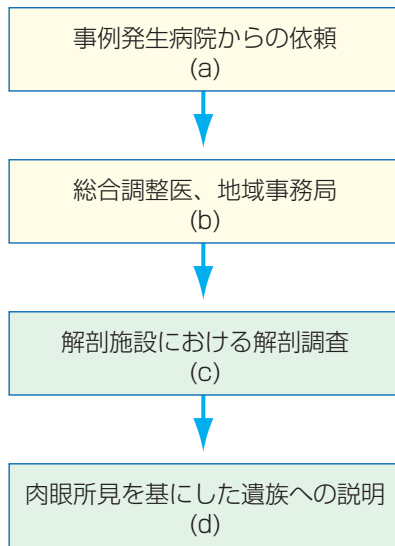 事例発生病院からの依頼
(a)
総合調整医、地域事務局
(b)
解剖施設における解剖調査
(c)
肉眼所見を基にした遺族への説明
(d)